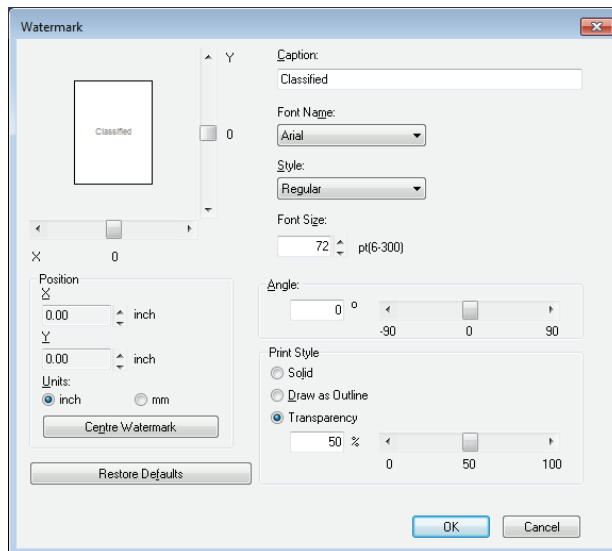 Watermark
Y
Classified
0
X 0
Position
X
0.00 inch
Y
0.00 inch
Units:
inch mm
Centre Watermark
Restore Defaults
Caption:
Classified
Font Name:
Arial
Style:
Regular
Font Size:
72 pt(6-300)
Angle:
0 °
-90 0 90
Print Style
Solid
Draw as Outline
Transparency
50 %
0 50 100
OK Cancel